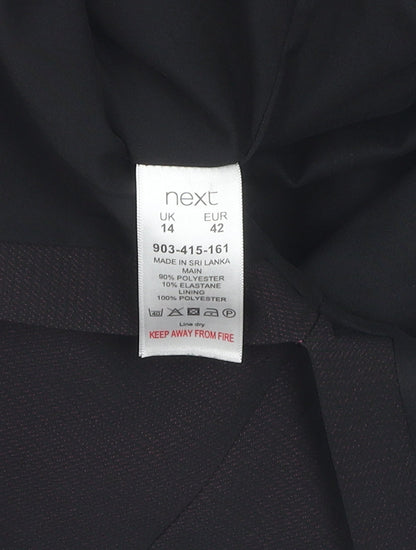 next
UK EUR
14 42
903-415-161
MADE IN SRI LANKA
MAIN
90% POLYESTER
10% ELASTANE
LINING
100% POLYESTER
40 P
Line dry
KEEP AWAY FROM FIRE